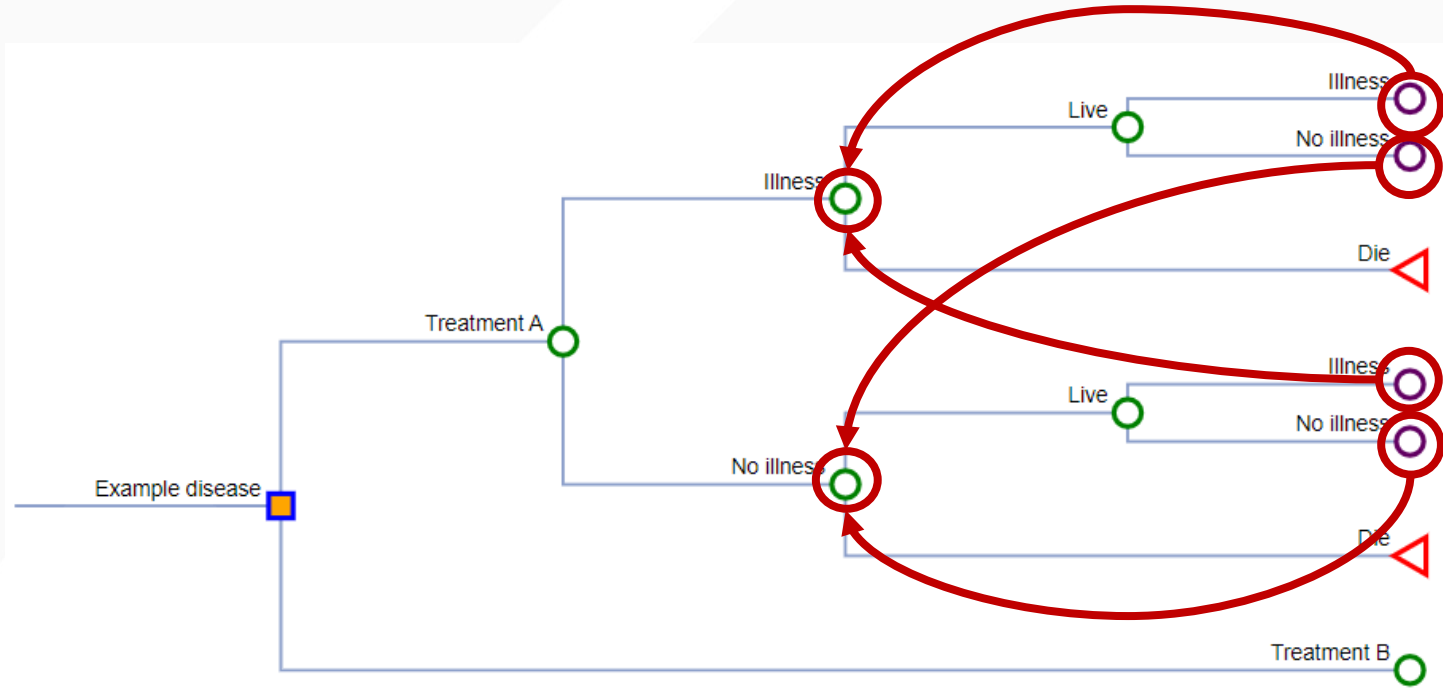 Illness
Live
No illness
Illness
Die
Treatment A
Illness
Live
No illness
No illness
Example disease
Die
Treatment B